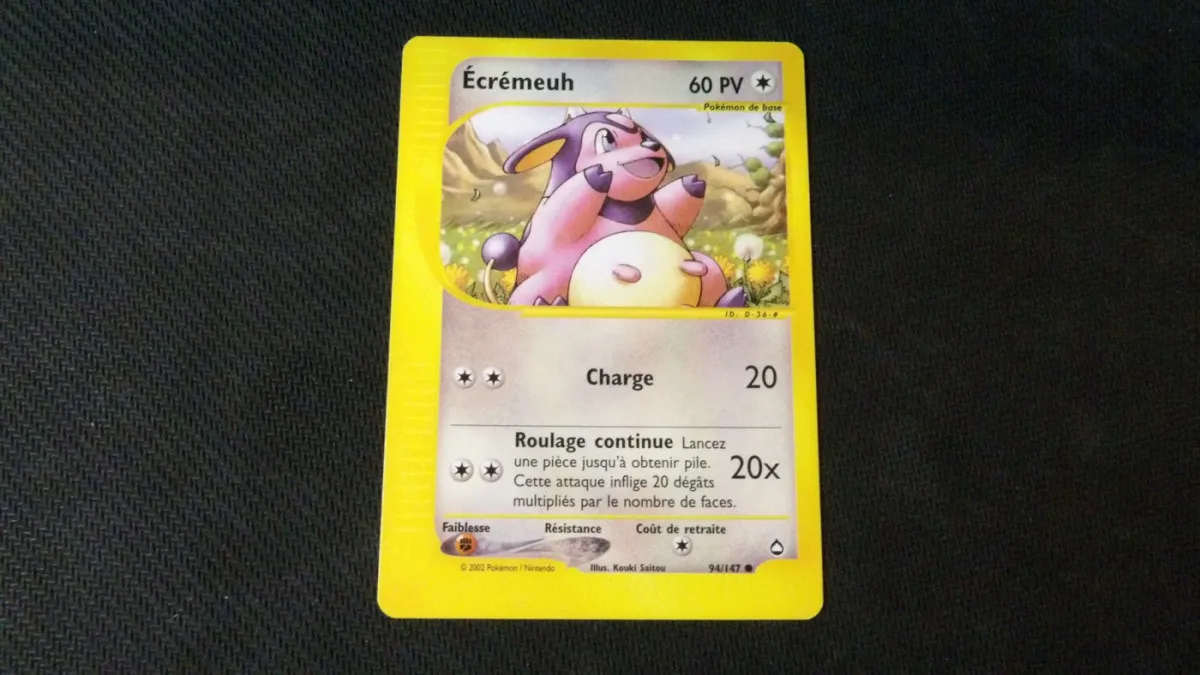 Écrémeuh 60 PV
Pokémon de base
ID: D-36-#
Charge 20
Roulage continue Lancez
une pièce jusqu'à obtenir pile.
Cette attaque inflige 20 dégâts
multipliés par le nombre de faces.
20x
Faiblesse Résistance Coût de retraite
© 2002 Pokémon / Nintendo Illus. Kouki Saitou 94/147